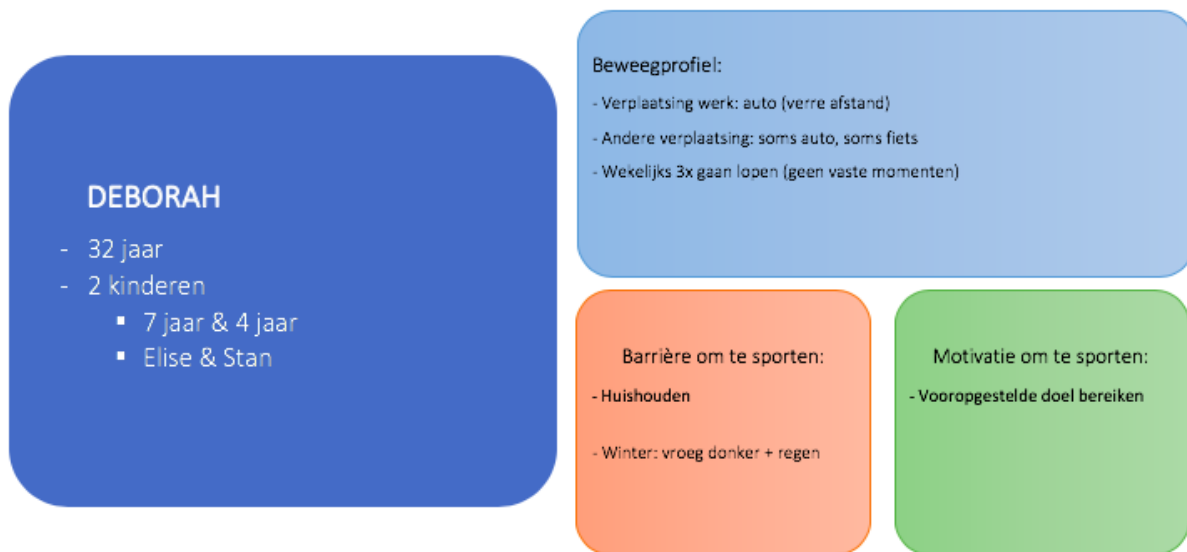 DEBORAH
- 32 jaar
- 2 kinderen
▪ 7 jaar & 4 jaar
▪ Elise & Stan
Beweegprofiel:
- Verplaatsing werk: auto (verre afstand)
- Andere verplaatsing: soms auto, soms fiets
- Wekelijks 3x gaan lopen (geen vaste momenten)
Barrière om te sporten:
- Huishouden
- Winter: vroeg donker + regen
Motivatie om te sporten:
- Vooropgestelde doel bereiken